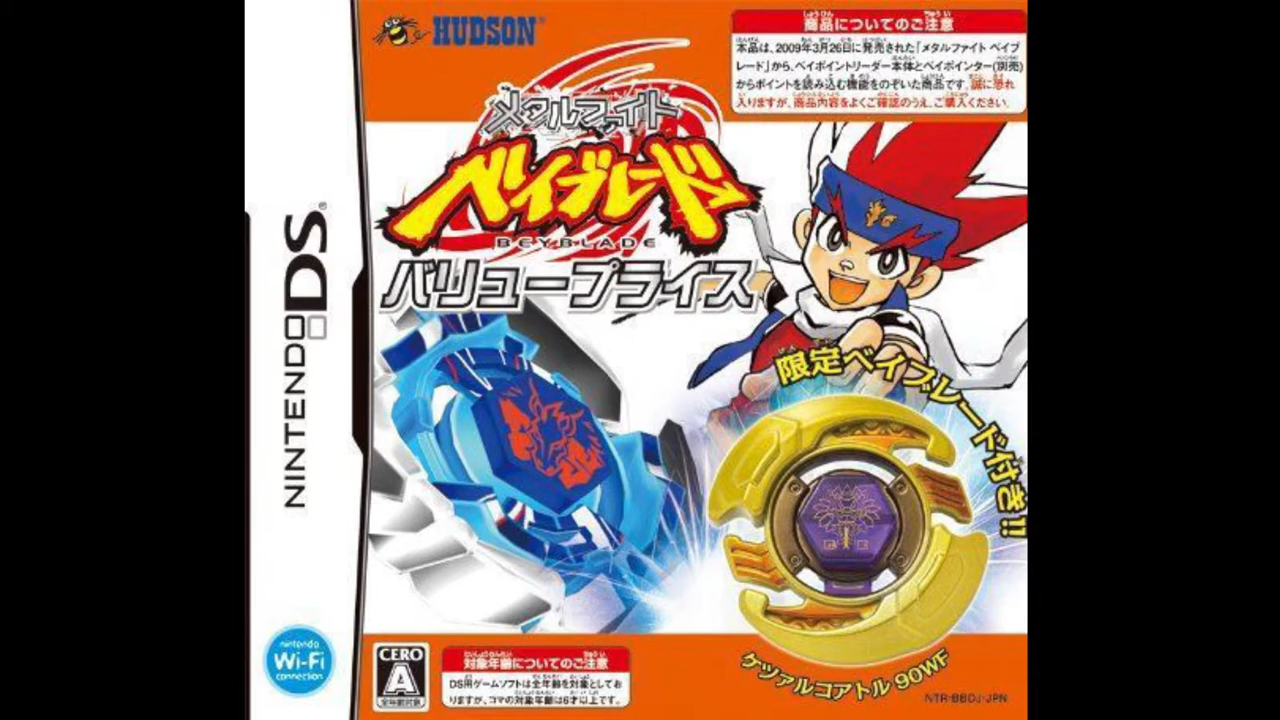 HUDSON
商品についてのご注意
本品は、2009年3月26日に発売された「メタルファイト ベイブ
レード」から、ベイポイントリーダー本体とベイポインター(別売)
からポイントを読み込む機能をのぞいた商品です。誠に恐れ
入りますが、商品内容をよくご確認のうえ、ご購入ください。
メタルファイト
ベイブレード
BEYBLADE
バリュープライス
限定ベイブレード付き!!
ケツァルコアトル 90WF
NINTENDO DS
nintendo
Wi-Fi
connection
CERO
A
全年齢対象
対象年齢についてのご注意
DS用ゲームソフトは全年齢を対象としてお
りますが、コマの対象年齢は6才以上です。
NTR-BBDJ-JPN